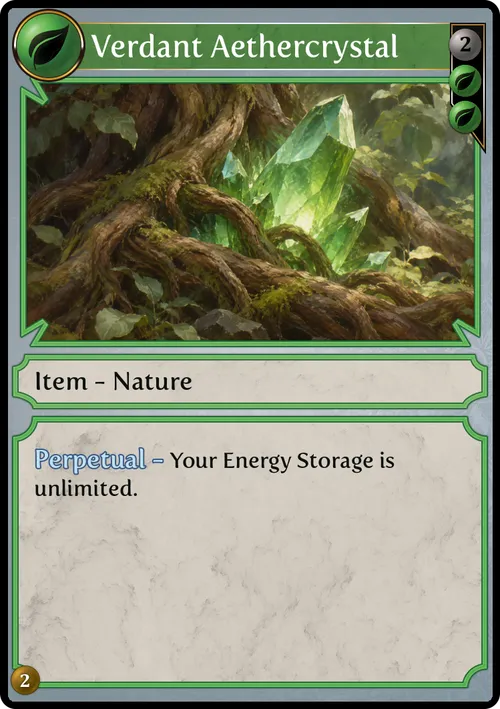 Verdant Aethercrystal
2
Item - Nature
Perpetual - Your Energy Storage is
unlimited.
2